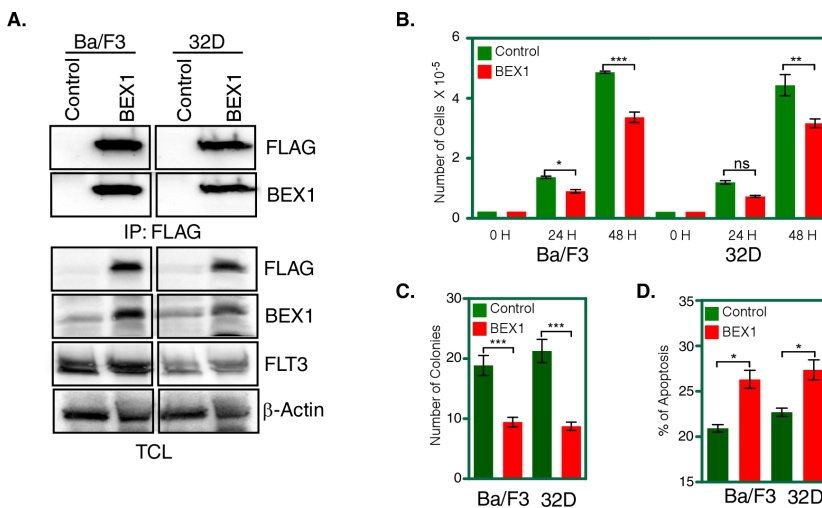 A.
Ba/F3 32D
Control BEX1 Control BEX1
FLAG
BEX1
IP: FLAG
FLAG
BEX1
FLT3
β-Actin
TCL
B.
Number of Cells X 10-5
6
4
2
0
Control
BEX1
* *** ns **
0 H 24 H 48 H 0 H 24 H 48 H
Ba/F3 32D
C.
Number of Colonies
30
20
10
0
Control
BEX1
*** ***
Ba/F3 32D
D.
% of Apoptosis
35
30
25
20
15
Control
BEX1
* *
Ba/F3 32D